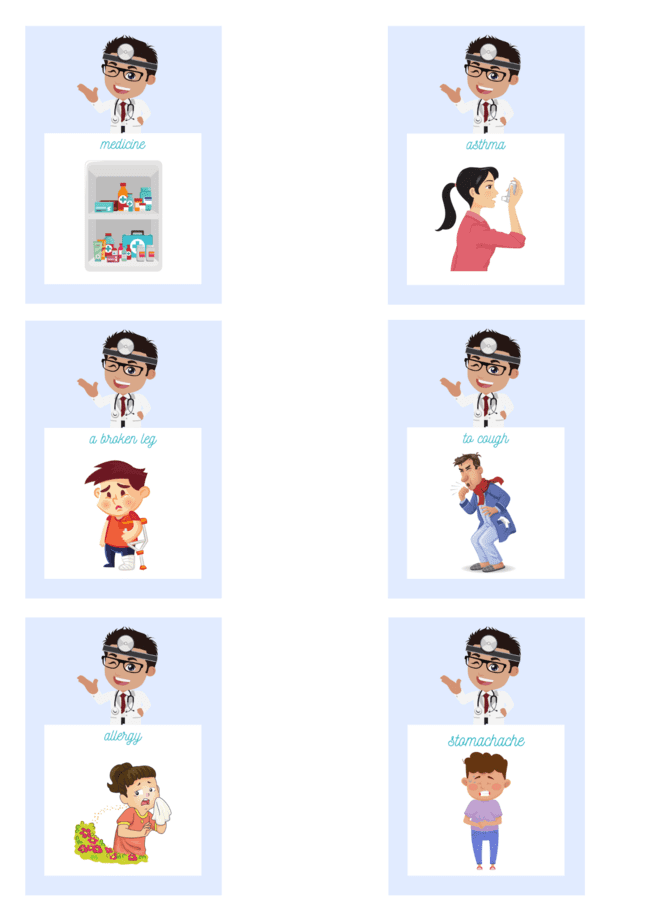 medicine
asthma
a broken leg
to cough
allergy
stomachache